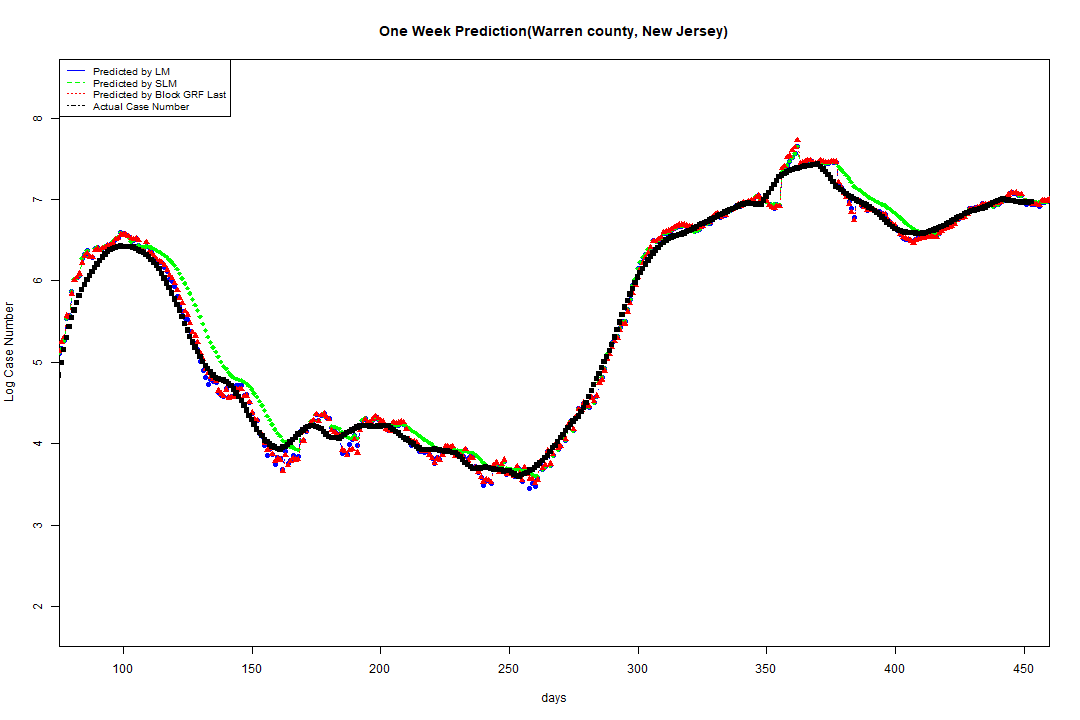 One Week Prediction(Warren county, New Jersey)
Predicted by LM
Predicted by SLM
Predicted by Block GRF Last
Actual Case Number
8
7
6
5
4
3
2
Log Case Number
100 150 200 250 300 350 400 450
days